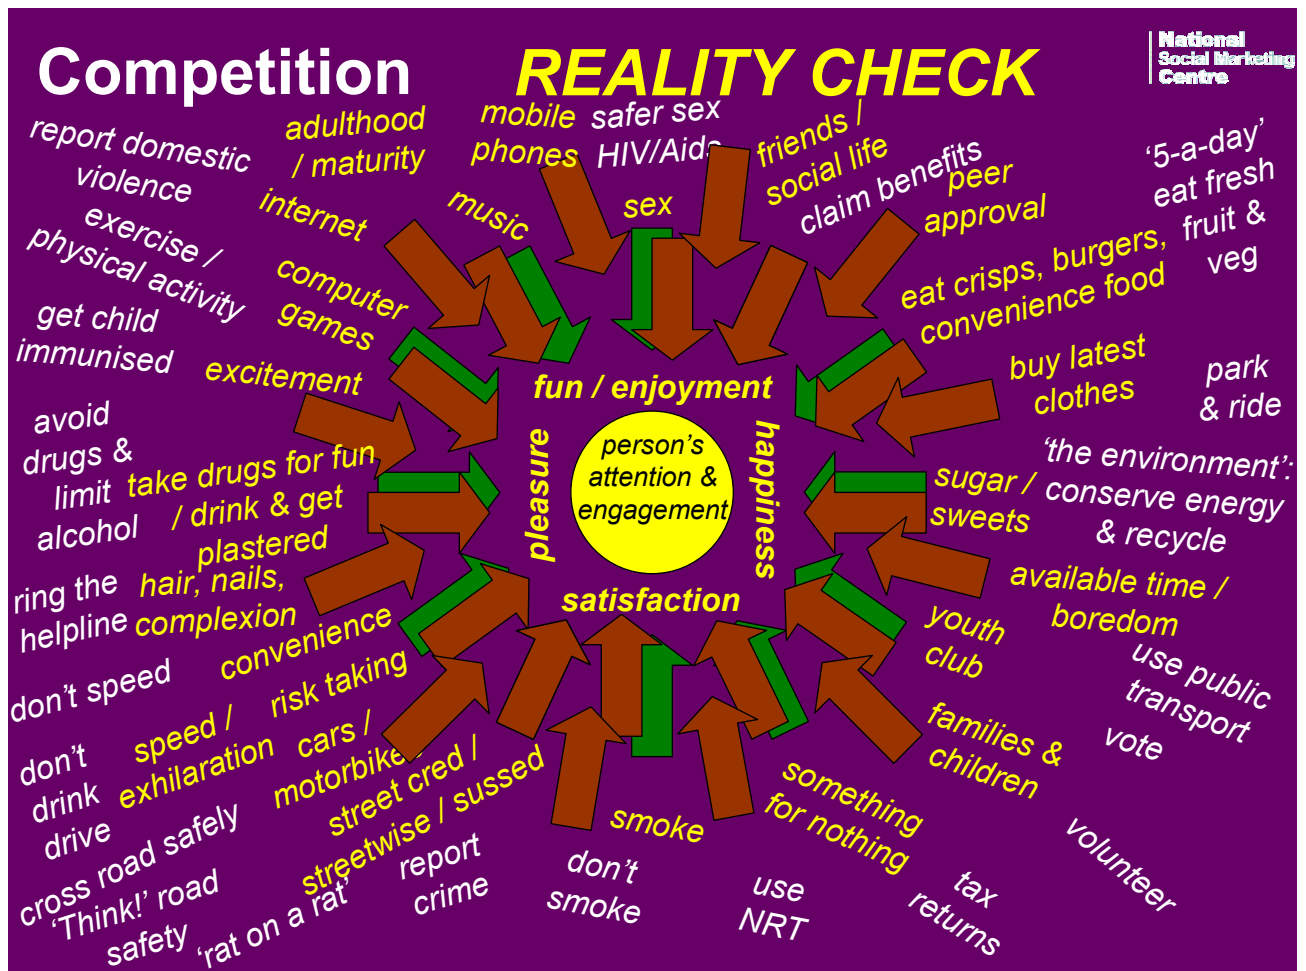 Competition
REALITY CHECK
National
Social Marketing
Centre
report domestic
violence
adulthood
/ maturity
mobile
phones
safer sex
HIV/Aids
friends /
social life
claim benefits
peer
approval
‘5-a-day’
eat fresh
fruit &
veg
internet
music
sex
exercise /
physical activity
computer
games
eat crisps, burgers,
convenience food
get child
immunised
excitement
buy latest
clothes
park
& ride
fun / enjoyment
pleasure
person’s
attention &
engagement
happiness
satisfaction
avoid
drugs &
limit
alcohol
take drugs for fun
/ drink & get
plastered
sugar /
sweets
‘the environment’:
conserve energy
& recycle
ring the
helpline
hair, nails,
complexion
convenience
available time /
boredom
youth
club
use public
transport
don’t speed
risk taking
families &
children
vote
don’t
drink
drive
speed /
exhilaration
cars /
motorbikes
street cred /
streetwise / sussed
smoke
something
for nothing
volunteer
cross road safely
‘Think!’ road
safety
‘rat on a rat’
report
crime
don’t
smoke
use
NRT
tax
returns